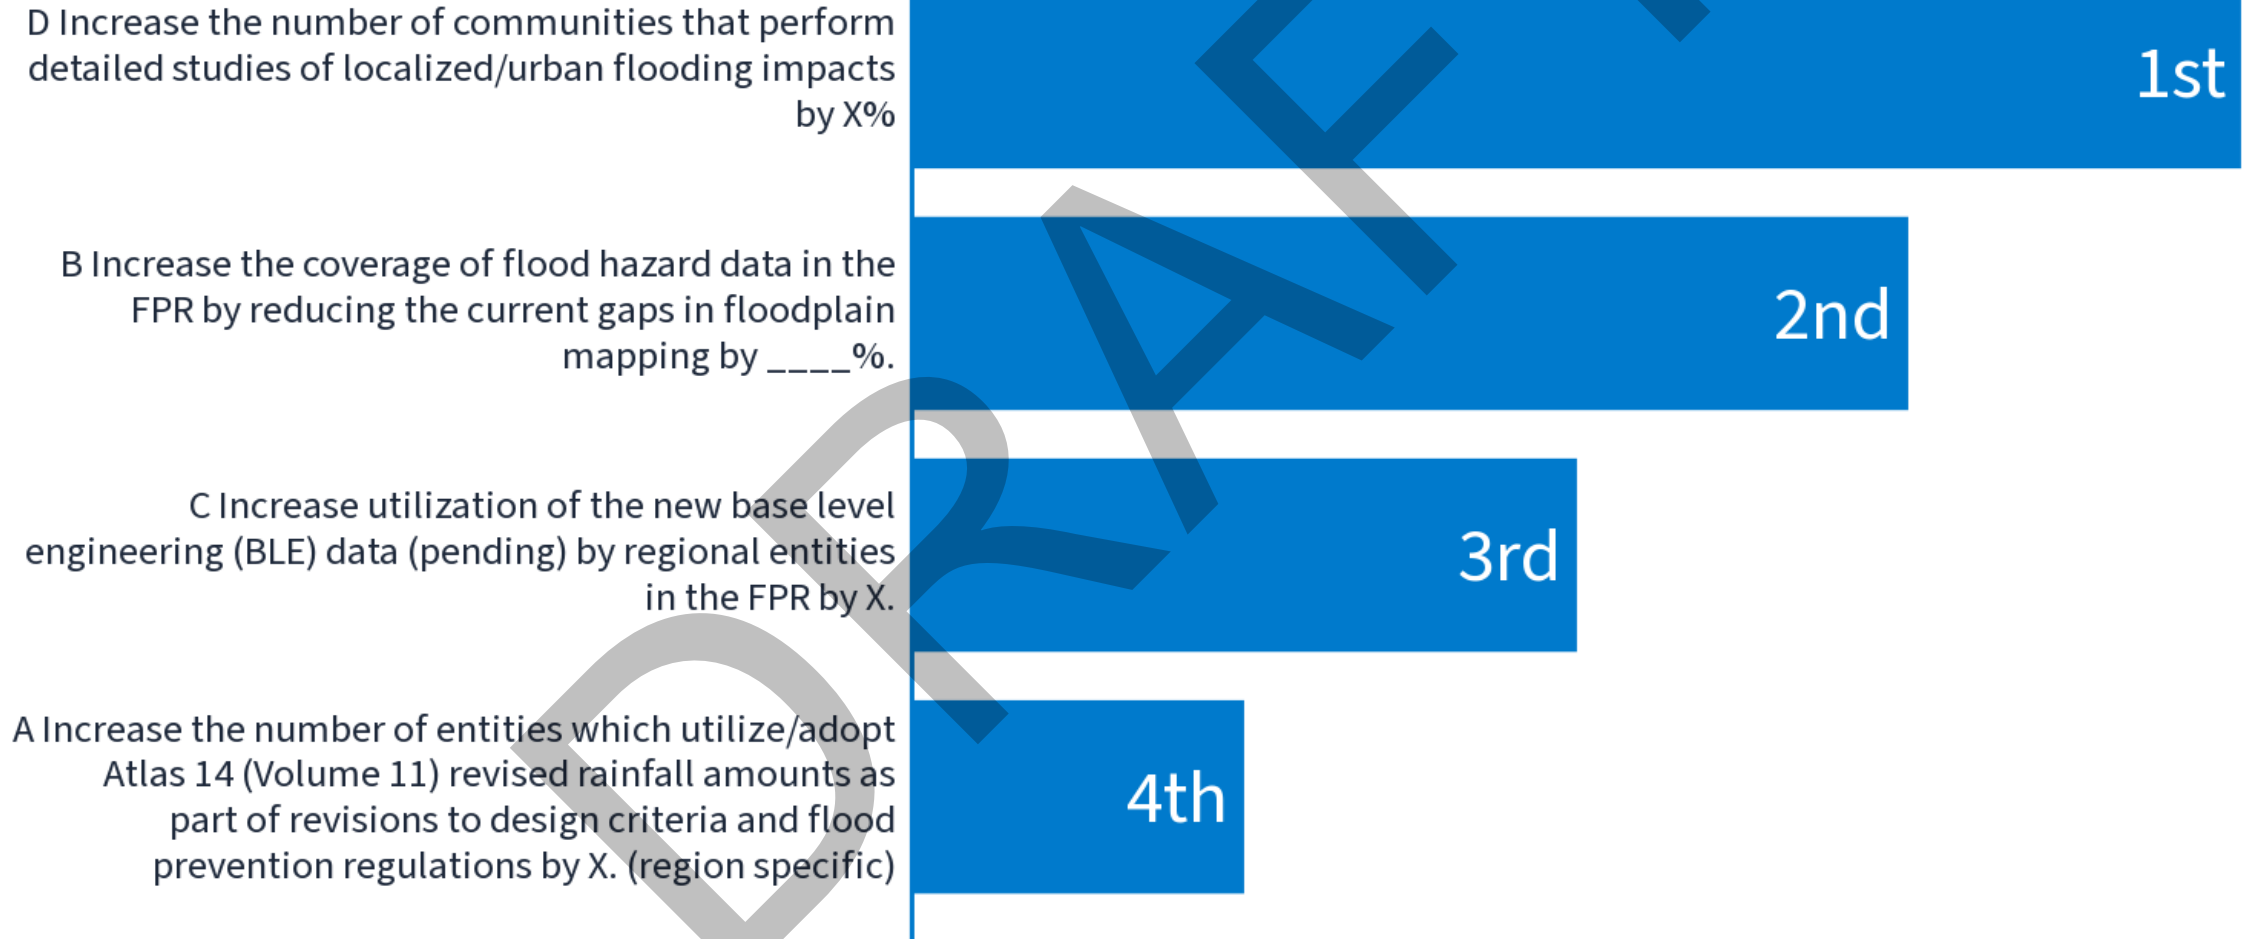 D Increase the number of communities that perform
detailed studies of localized/urban flooding impacts
by X%
1st
B Increase the coverage of flood hazard data in the
FPR by reducing the current gaps in floodplain
mapping by ____%.
2nd
C Increase utilization of the new base level
engineering (BLE) data (pending) by regional entities
in the FPR by X.
3rd
A Increase the number of entities which utilize/adopt
Atlas 14 (Volume 11) revised rainfall amounts as
part of revisions to design criteria and flood
prevention regulations by X. (region specific)
4th
DRAFT